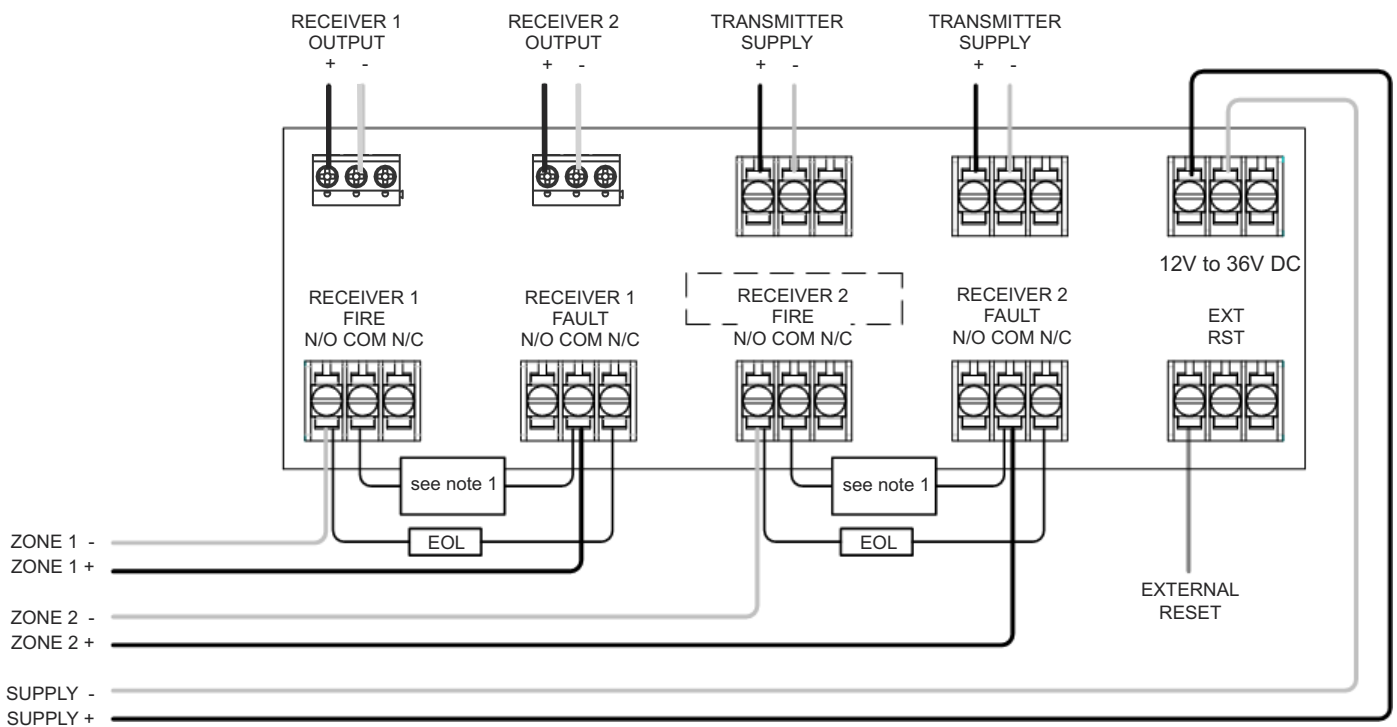 RECEIVER 1
OUTPUT
+ -
RECEIVER 2
OUTPUT
+ -
TRANSMITTER
SUPPLY
+ -
TRANSMITTER
SUPPLY
+ -
12V to 36V DC
RECEIVER 1
FIRE
N/O COM N/C
RECEIVER 1
FAULT
N/O COM N/C
RECEIVER 2
FIRE
N/O COM N/C
RECEIVER 2
FAULT
N/O COM N/C
EXT
RST
see note 1
see note 1
EOL
EOL
ZONE 1 -
ZONE 1 +
ZONE 2 -
ZONE 2 +
EXTERNAL
RESET
SUPPLY -
SUPPLY +